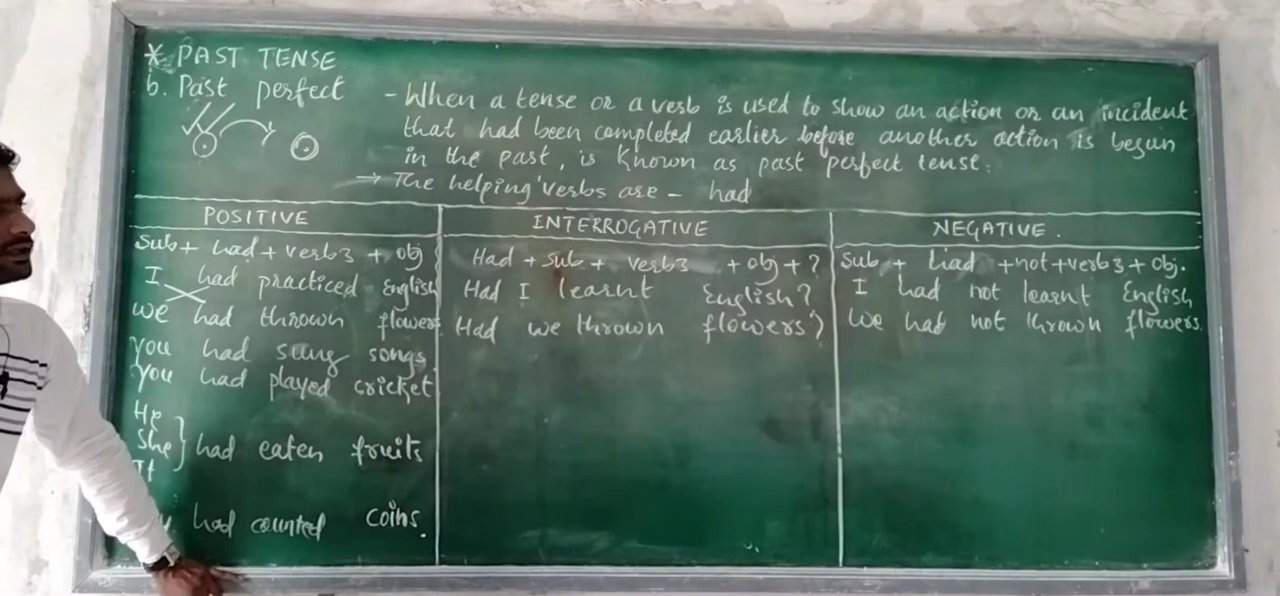 * PAST TENSE
b. Past perfect - When a tense or a verb is used to show an action or an incident
that had been completed earlier before another action is begun
in the past, is known as past perfect tense.
→ The helping verbs are - had
POSITIVE
sub + had + verb3 + obj
I had practiced English
we had thrown flowers
you had sung songs
you had played cricket
He
She } had eaten fruits
It
had counted coins.
INTERROGATIVE
Had + sub + verb3 + obj + ?
Had I learnt English?
Had we thrown flowers?
NEGATIVE.
sub + had + not + verb3 + obj.
I had not learnt English
We had not thrown flowers.